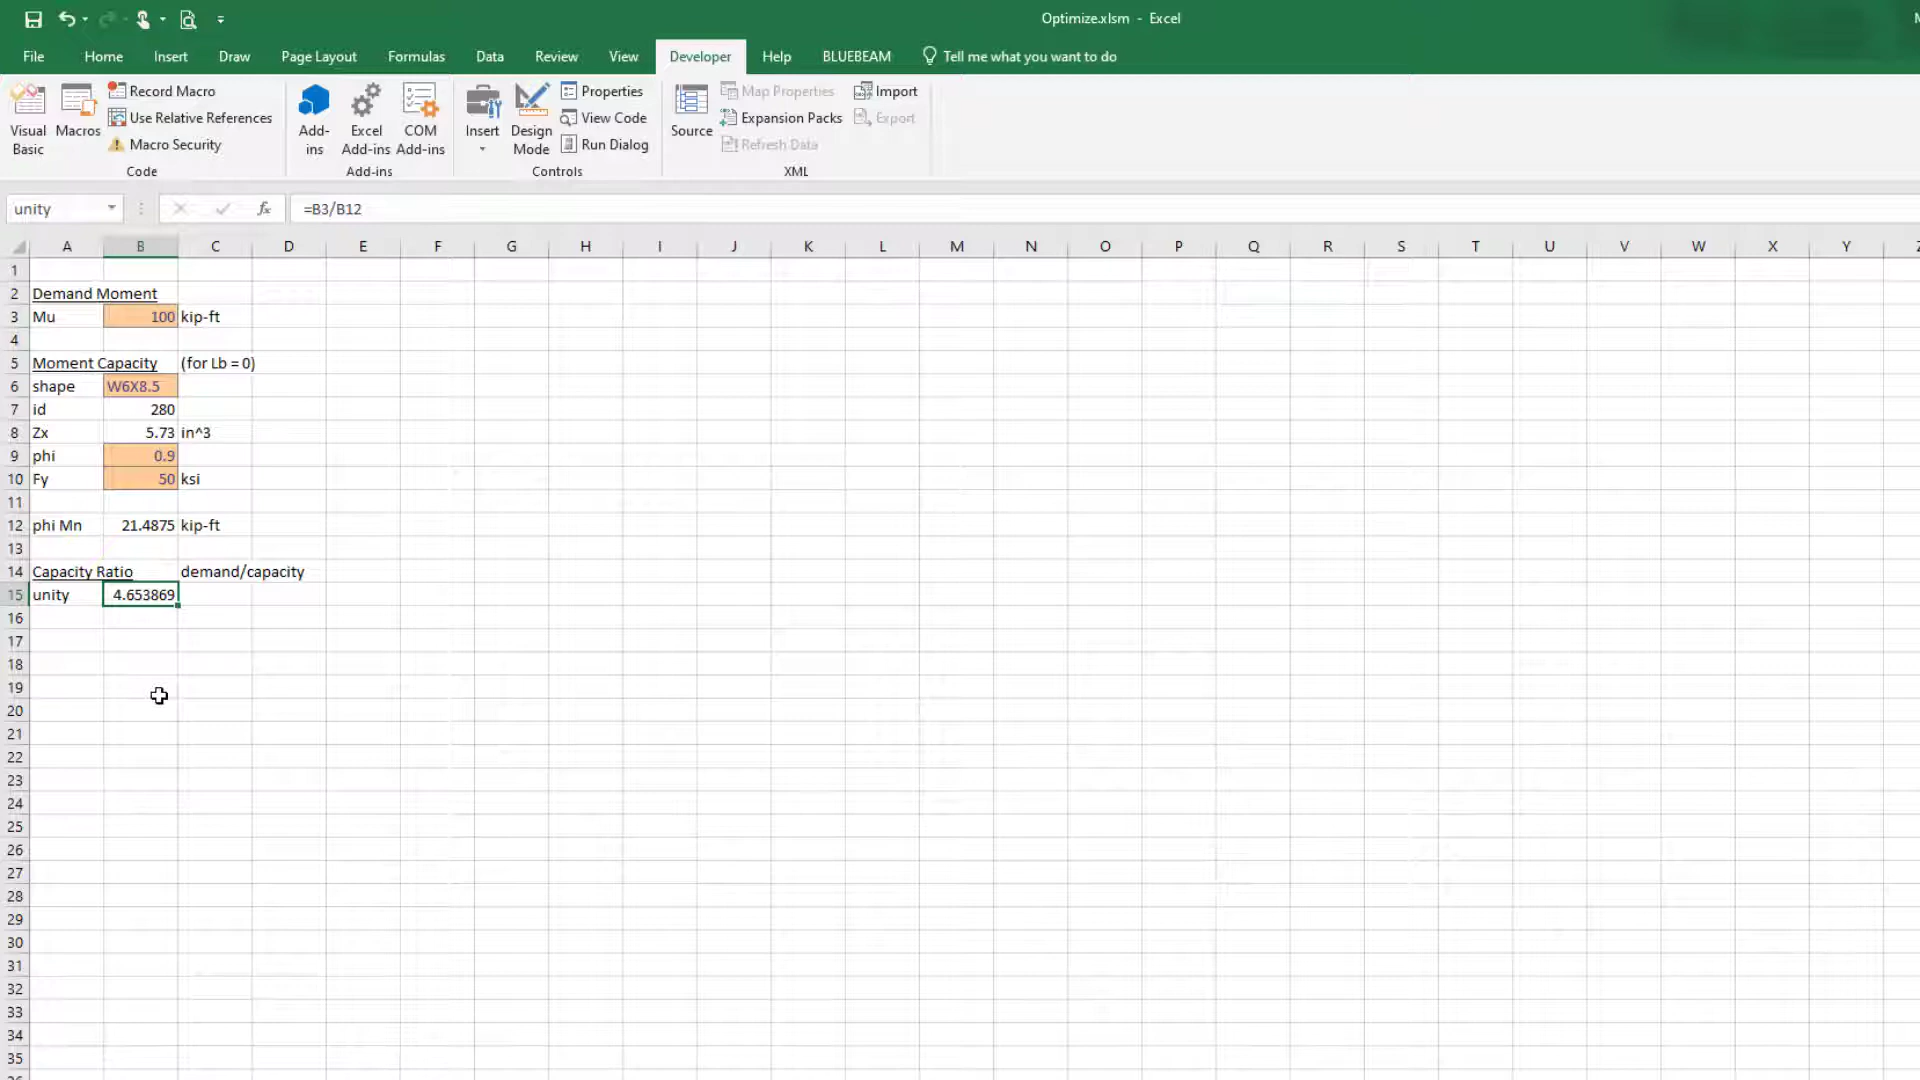 Optimize.xlsm - Excel
File Home Insert Draw Page Layout Formulas Data Review View Developer Help BLUEBEAM Tell me what you want to do
Visual Basic
Macros
Record Macro
Use Relative References
Macro Security
Code
Add-ins
Excel Add-ins
COM Add-ins
Add-ins
Insert
Design Mode
Properties
View Code
Run Dialog
Controls
Source
Map Properties
Expansion Packs
Refresh Data
Import
Export
XML
unity fx =B3/B12
A B C D E F G H I J K L M N O P Q R S T U V W X Y
1
2 Demand Moment
3 Mu 100 kip-ft
4
5 Moment Capacity (for Lb = 0)
6 shape W6X8.5
7 id 280
8 Zx 5.73 in^3
9 phi 0.9
10 Fy 50 ksi
11
12 phi Mn 21.4875 kip-ft
13
14 Capacity Ratio demand/capacity
15 unity 4.653869
16
17
18
19
20
21
22
23
24
25
26
27
28
29
30
31
32
33
34
35